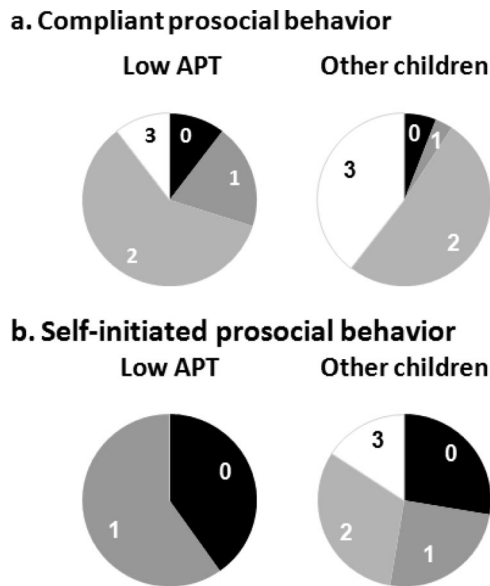 a. Compliant prosocial behavior
Low APT Other children
3 0 1 2
3 0 1 2
b. Self-initiated prosocial behavior
Low APT Other children
0 1
3 0 2 1